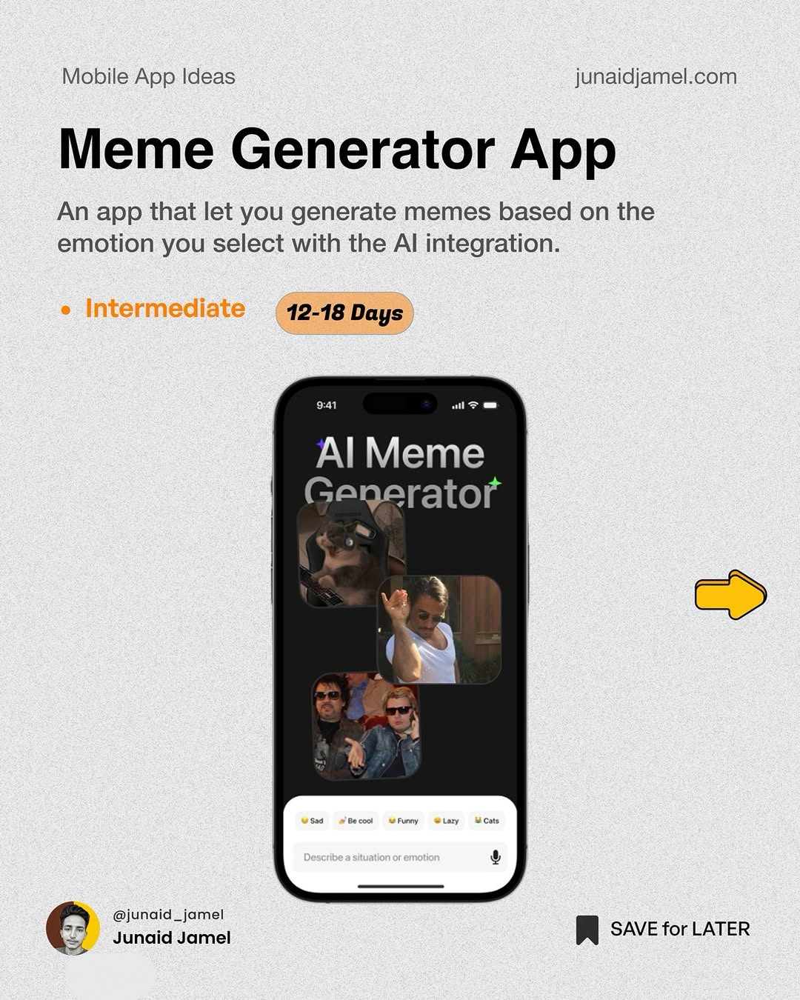 Mobile App Ideas
junaidjamel.com
Meme Generator App
An app that let you generate memes based on the
emotion you select with the AI integration.
• Intermediate
12-18 Days
9:41
AI Meme
Generator
Sad
Be cool
Funny
Lazy
Cats
Describe a situation or emotion
@junaid_jamel
Junaid Jamel
SAVE for LATER